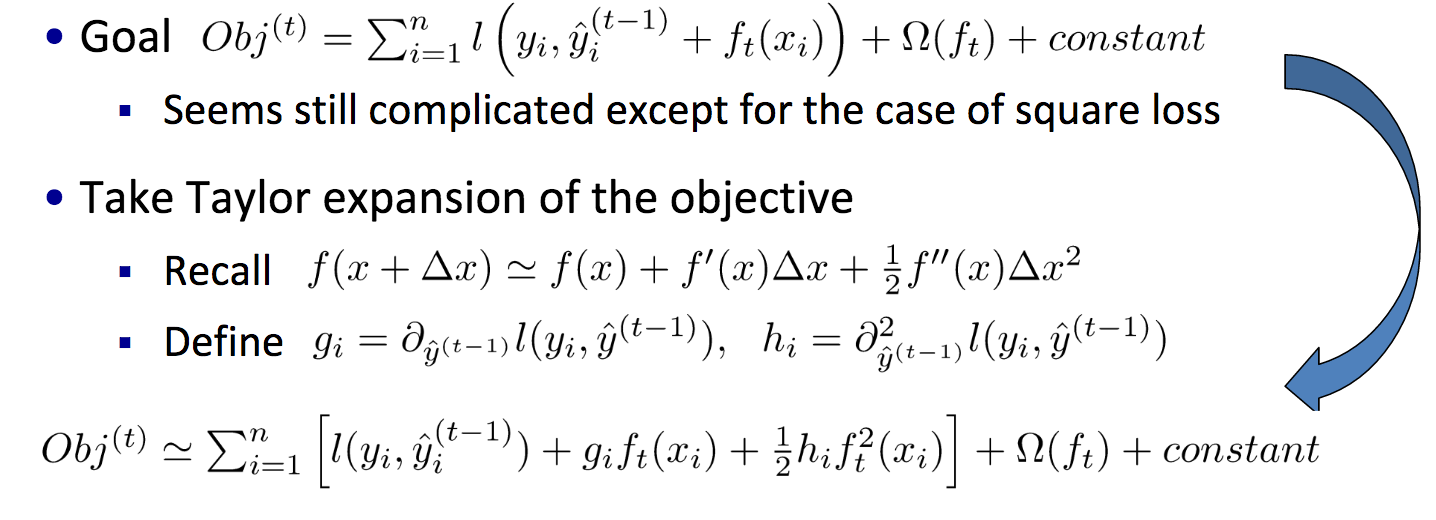 • Goal $Obj^{(t)} = \sum_{i=1}^{n} l\left(y_i, \hat{y}_i^{(t-1)} + f_t(x_i)\right) + \Omega(f_t) + constant$
▪ Seems still complicated except for the case of square loss
• Take Taylor expansion of the objective
▪ Recall $f(x + \Delta x) \simeq f(x) + f'(x)\Delta x + \frac{1}{2} f''(x)\Delta x^2$
▪ Define $g_i = \partial_{\hat{y}^{(t-1)}} l(y_i, \hat{y}^{(t-1)}), \ h_i = \partial^2_{\hat{y}^{(t-1)}} l(y_i, \hat{y}^{(t-1)})$
$Obj^{(t)} \simeq \sum_{i=1}^{n} \left[l(y_i, \hat{y}_i^{(t-1)}) + g_i f_t(x_i) + \frac{1}{2} h_i f_t^2(x_i)\right] + \Omega(f_t) + constant$